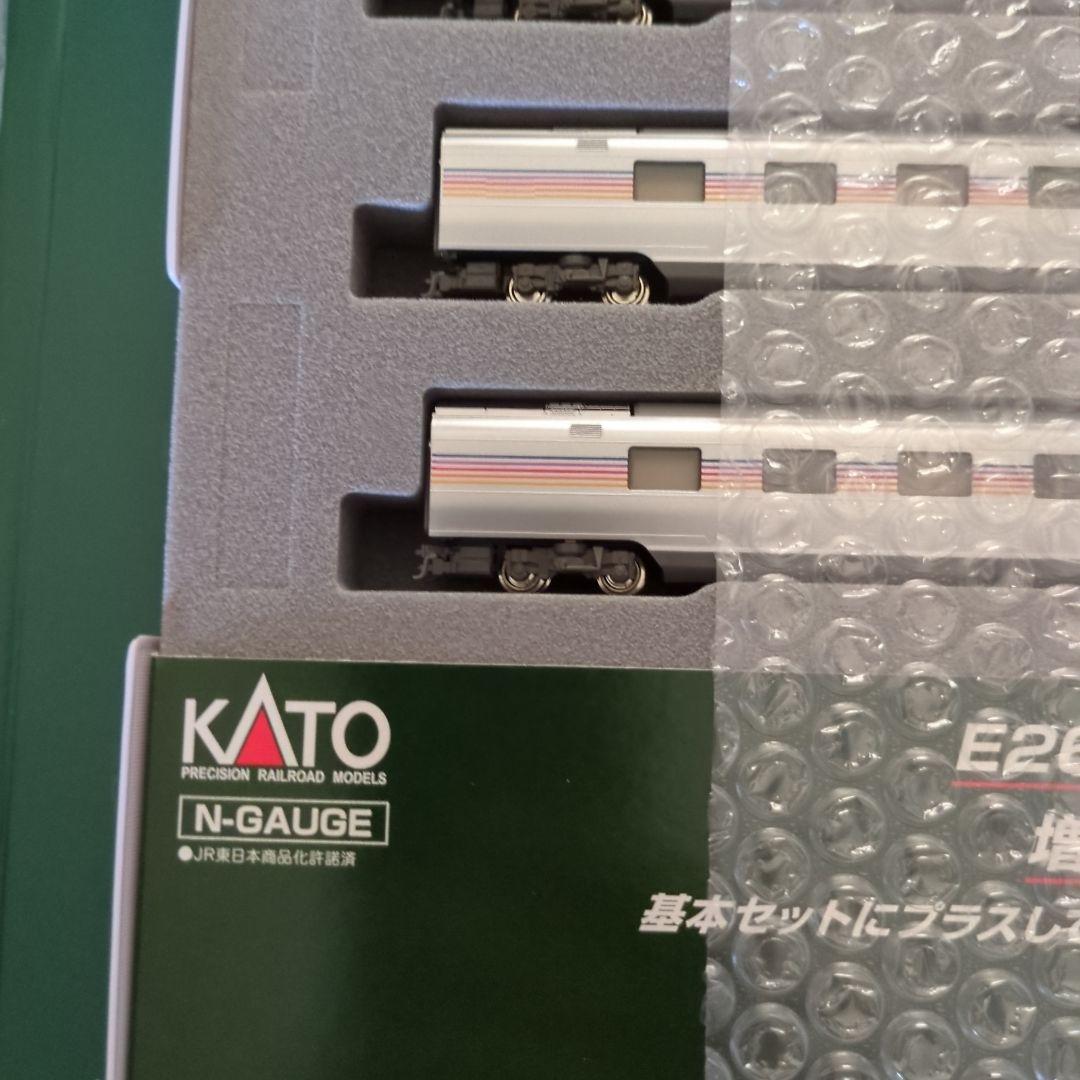 KATO
PRECISION RAILROAD MODELS
N-GAUGE
●JR東日本商品化許諾済
E26
増
基本セットにプラスして